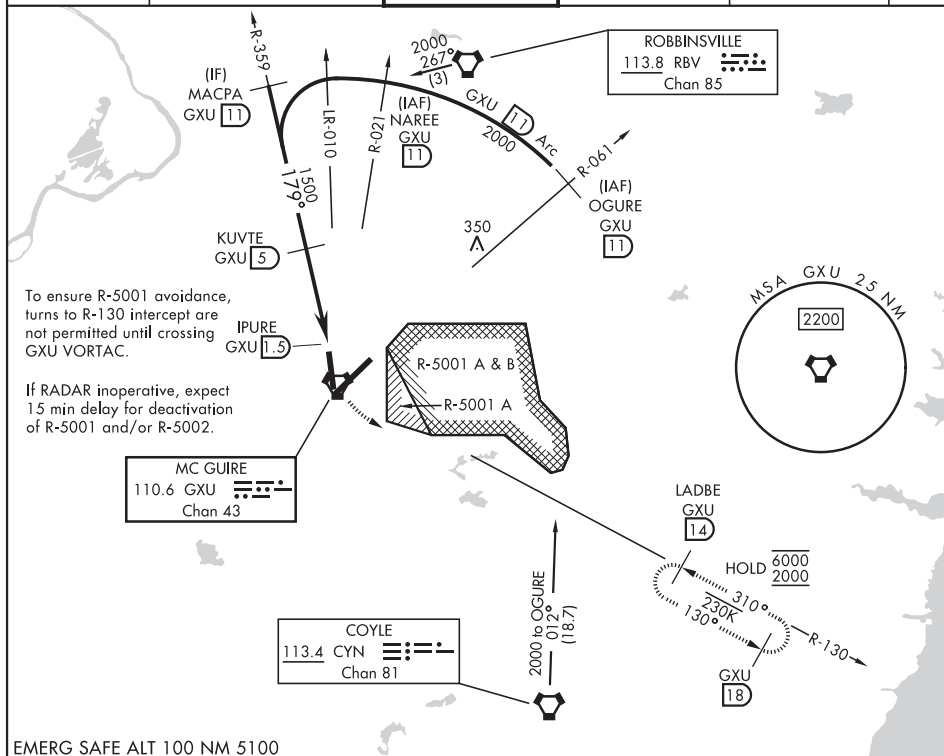 R-359
(IF)
MACPA
GXU 11
LR-010
R-021
2000
267°
(3)
(IAF)
NAREE
GXU
11
GXU 11 Arc
2000
R-061
(IAF)
OGURE
GXU
11
ROBBINSVILLE
113.8 RBV
Chan 85
1500
179°
KUVTE
GXU 5
350
To ensure R-5001 avoidance,
turns to R-130 intercept are
not permitted until crossing
GXU VORTAC.
IPURE
GXU 1.5
If RADAR inoperative, expect
15 min delay for deactivation
of R-5001 and/or R-5002.
R-5001 A & B
R-5001 A
MSA GXU 25 NM
2200
MC GUIRE
110.6 GXU
Chan 43
LADBE
GXU
14
HOLD 6000
2000
310°
230K
130°
R-130
GXU
18
2000 to OGURE
012°
(18.7)
COYLE
113.4 CYN
Chan 81
EMERG SAFE ALT 100 NM 5100